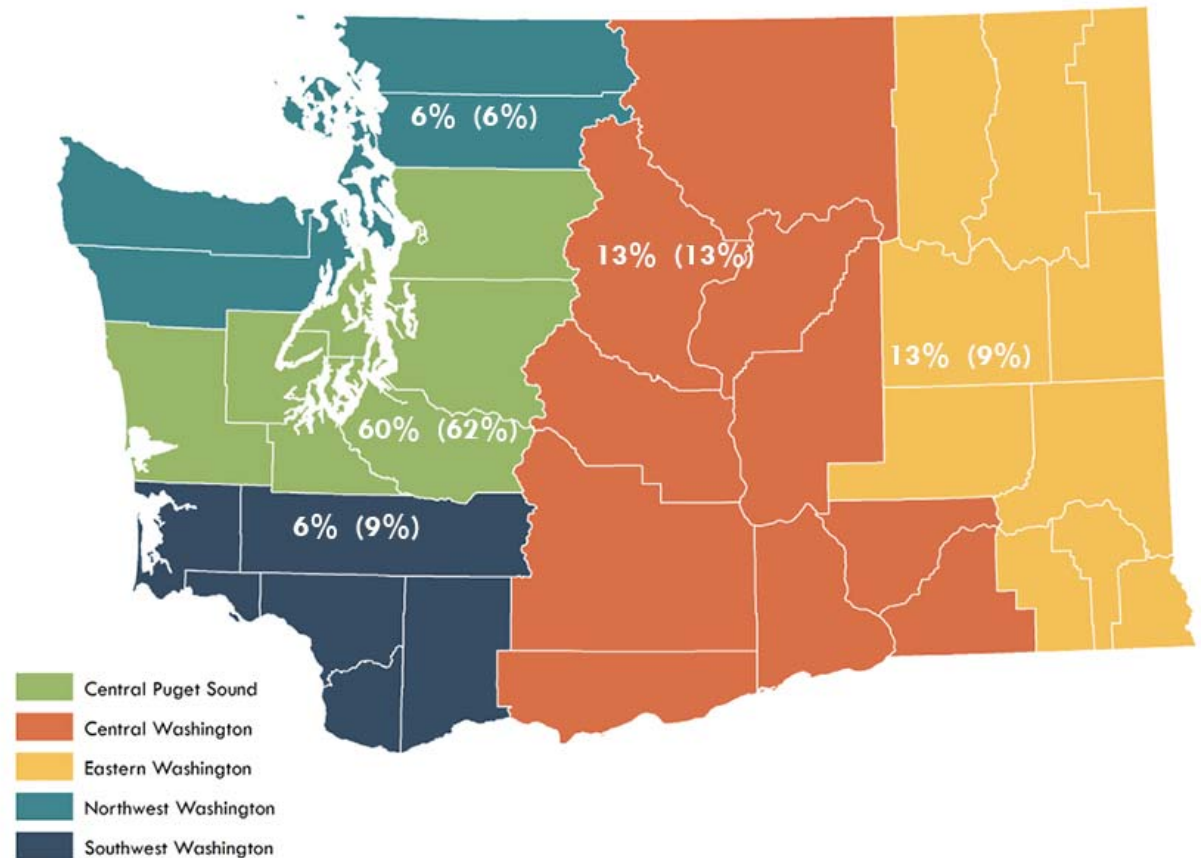 6% (6%)
13% (13%)
13% (9%)
60% (62%)
6% (9%)
Central Puget Sound
Central Washington
Eastern Washington
Northwest Washington
Southwest Washington